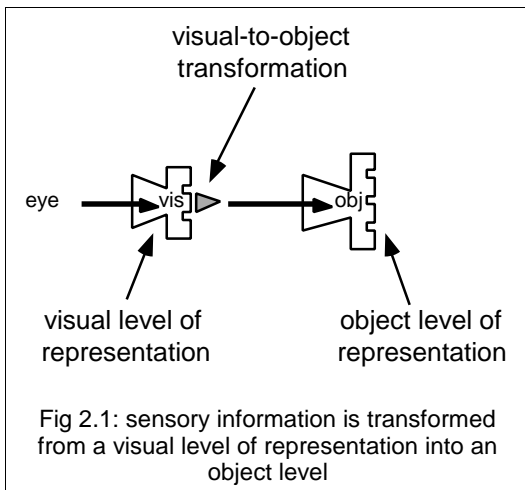 visual-to-object
transformation
eye
vis
obj
visual level of
representation
object level of
representation
Fig 2.1: sensory information is transformed
from a visual level of representation into an
object level